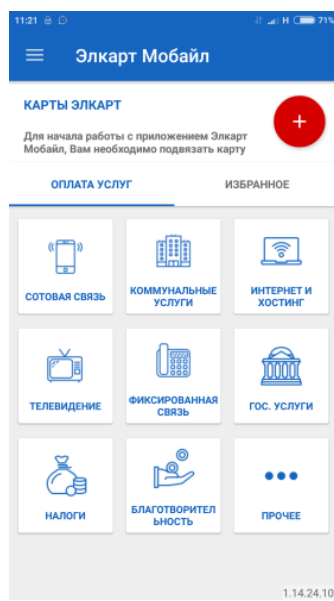 11:21 H 71%
Элкарт Мобайл
КАРТЫ ЭЛКАРТ
Для начала работы с приложением Элкарт
Мобайл, Вам необходимо подвязать карту
ОПЛАТА УСЛУГ ИЗБРАННОЕ
СОТОВАЯ СВЯЗЬ
КОММУНАЛЬНЫЕ
УСЛУГИ
ИНТЕРНЕТ И
ХОСТИНГ
ТЕЛЕВИДЕНИЕ
ФИКСИРОВАННАЯ
СВЯЗЬ
ГОС. УСЛУГИ
НАЛОГИ
БЛАГОТВОРИТЕЛ
ЬНОСТЬ
ПРОЧЕЕ
1.14.24.10